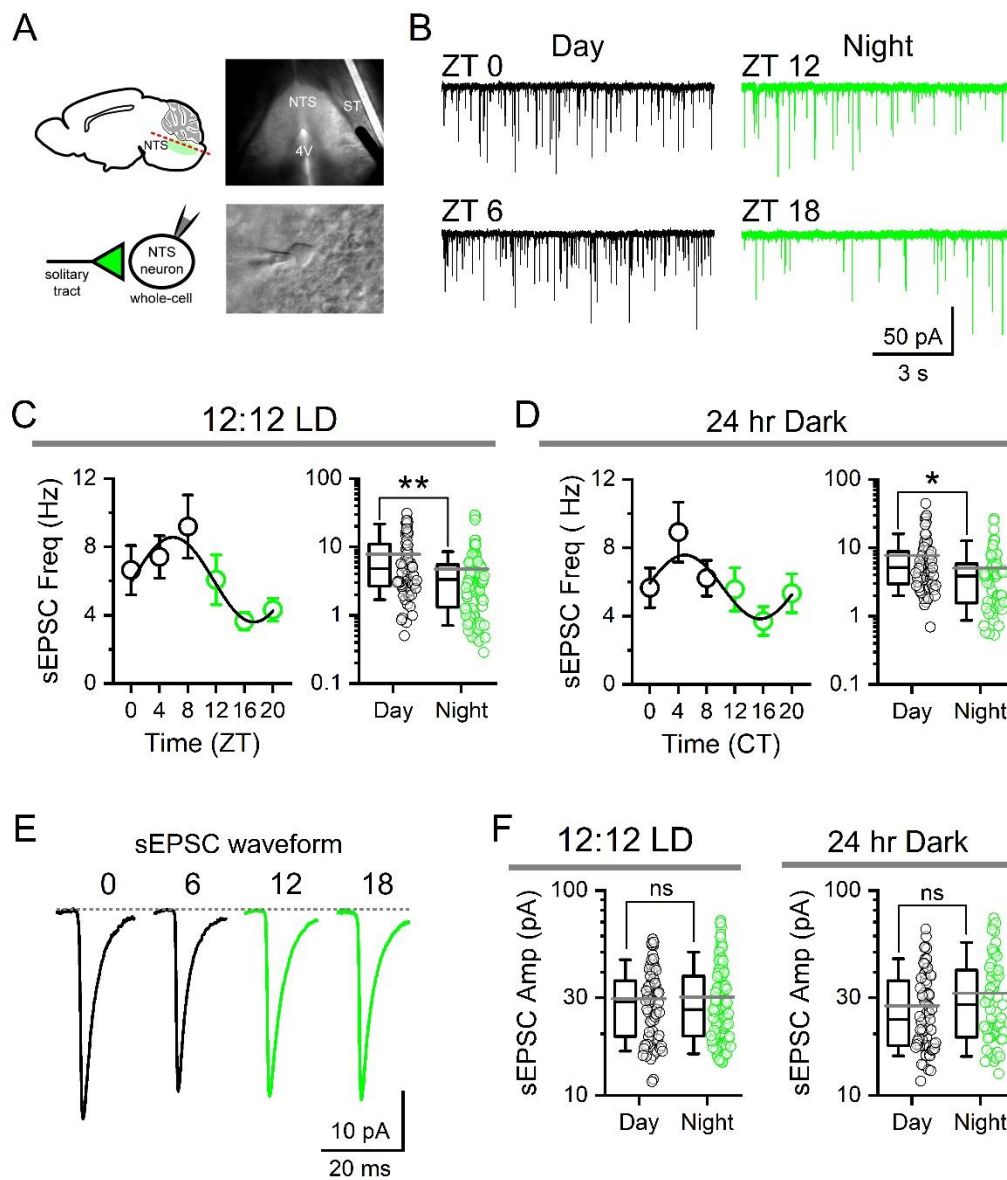 A
NTS
NTS
ST
4V
solitary
tract
NTS
neuron
whole-cell
B
Day
Night
ZT 0
ZT 12
ZT 6
ZT 18
50 pA
3 s
C
12:12 LD
sEPSC Freq (Hz)
12
8
4
0
0 4 8 12 16 20
Time (ZT)
100
10
1
0.1
**
Day Night
D
24 hr Dark
sEPSC Freq ( Hz)
12
8
4
0
0 4 8 12 16 20
Time (CT)
100
10
1
0.1
*
Day Night
E
sEPSC waveform
0 6 12 18
10 pA
20 ms
F
12:12 LD
sEPSC Amp (pA)
100
30
10
ns
Day Night
24 hr Dark
sEPSC Amp (pA)
100
30
10
ns
Day Night